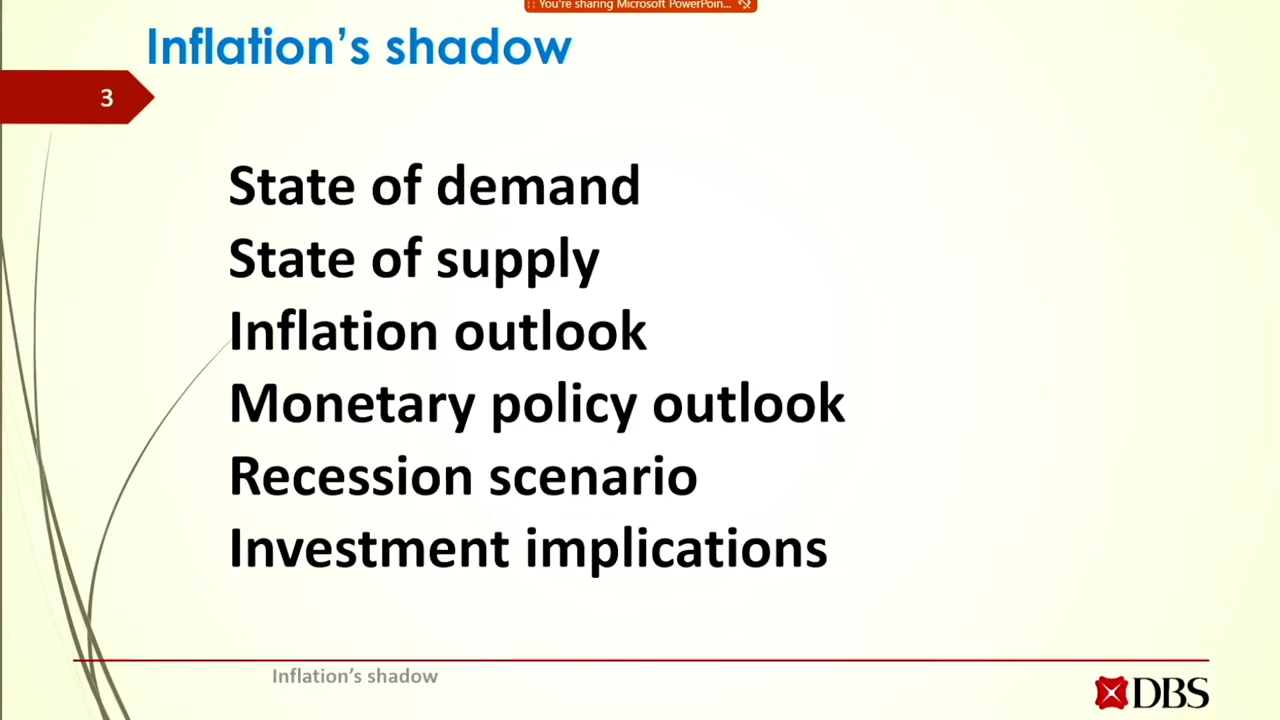 You're sharing Microsoft PowerPoin...
Inflation’s shadow
3
State of demand
State of supply
Inflation outlook
Monetary policy outlook
Recession scenario
Investment implications
Inflation’s shadow
DBS